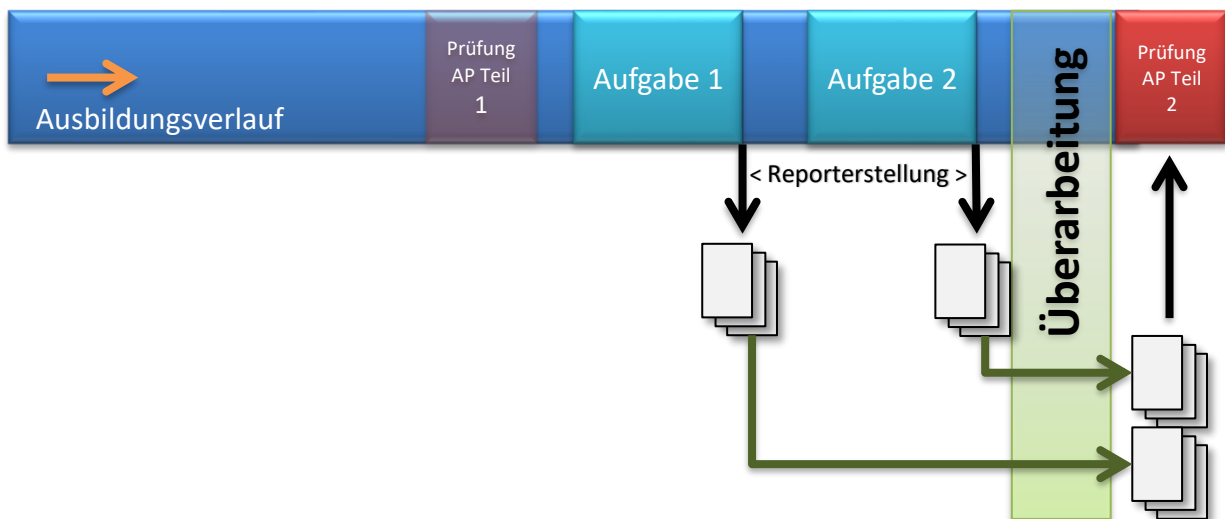 Ausbildungsverlauf
Prüfung
AP Teil
1
Aufgabe 1
Aufgabe 2
Überarbeitung
Prüfung
AP Teil
2
< Reporterstellung >